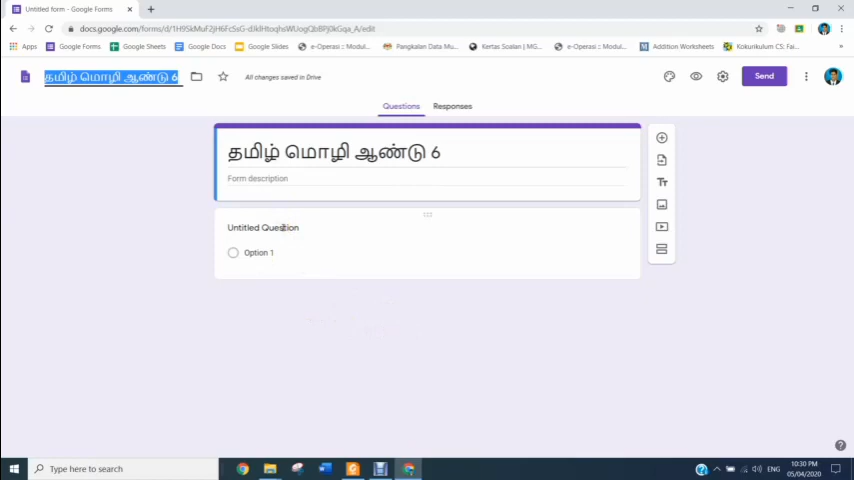 Untitled form - Google Forms
docs.google.com/forms/d/
/edit
Apps
Google Forms
Google Sheets
Google Docs
Google Slides
e-Operasi :: Modul...
Pangkalan Data Mu...
Kertas Scalan | MG...
e-Operasi :: Modul...
Addition Worksheets
Kokurikulum CS: Fai...
தமிழ் மொழி ஆண்டு 6
All changes saved in Drive
Send
Questions
Responses
தமிழ் மொழி ஆண்டு 6
Form description
Untitled Question
Option 1
Type here to search
ENG
10:30 PM
05/04/2020